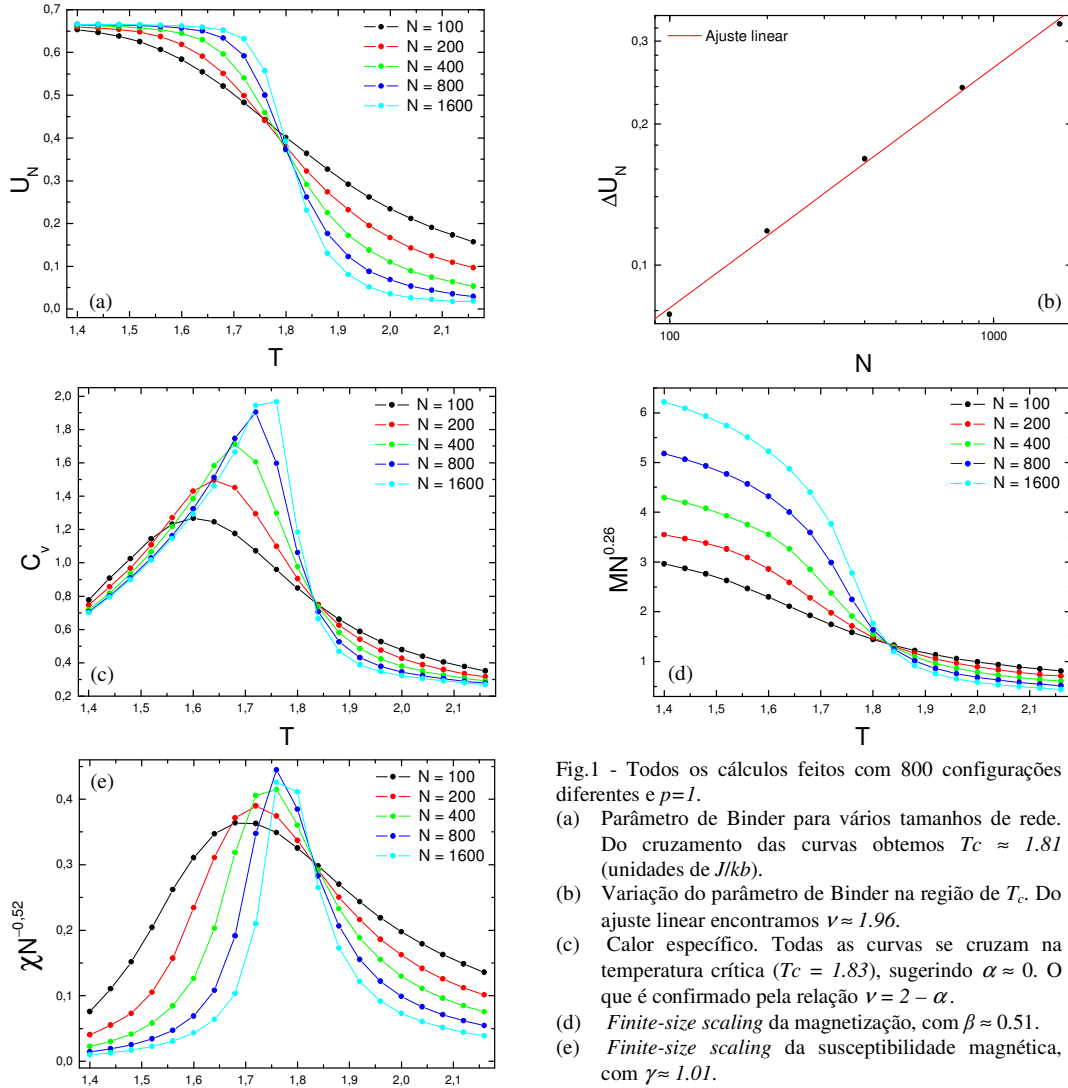 N = 100
N = 200
N = 400
N = 800
N = 1600
0,7
0,6
0,5
0,4
0,3
0,2
0,1
0,0
U_N
(a)
1,4 1,5 1,6 1,7 1,8 1,9 2,0 2,1
T
Ajuste linear
0,3
0,2
0,1
ΔU_N
(b)
100 1000
N
N = 100
N = 200
N = 400
N = 800
N = 1600
2,0
1,8
1,6
1,4
1,2
1,0
0,8
0,6
0,4
0,2
C_v
(c)
1,4 1,5 1,6 1,7 1,8 1,9 2,0 2,1
T
N = 100
N = 200
N = 400
N = 800
N = 1600
6
5
4
3
2
1
MN^0.26
(d)
1,4 1,5 1,6 1,7 1,8 1,9 2,0 2,1
T
(e)
N = 100
N = 200
N = 400
N = 800
N = 1600
0,4
0,3
0,2
0,1
0,0
χN^-0,52
1,4 1,5 1,6 1,7 1,8 1,9 2,0 2,1
Fig.1 - Todos os cálculos feitos com 800 configurações
diferentes e p=1.
(a) Parâmetro de Binder para vários tamanhos de rede.
Do cruzamento das curvas obtemos Tc ≈ 1.81
(unidades de J/kb).
(b) Variação do parâmetro de Binder na região de T_c. Do
ajuste linear encontramos ν ≈ 1.96.
(c) Calor específico. Todas as curvas se cruzam na
temperatura crítica (Tc = 1.83), sugerindo α ≈ 0. O
que é confirmado pela relação ν = 2 – α.
(d) Finite-size scaling da magnetização, com β ≈ 0.51.
(e) Finite-size scaling da susceptibilidade magnética,
com γ ≈ 1.01.